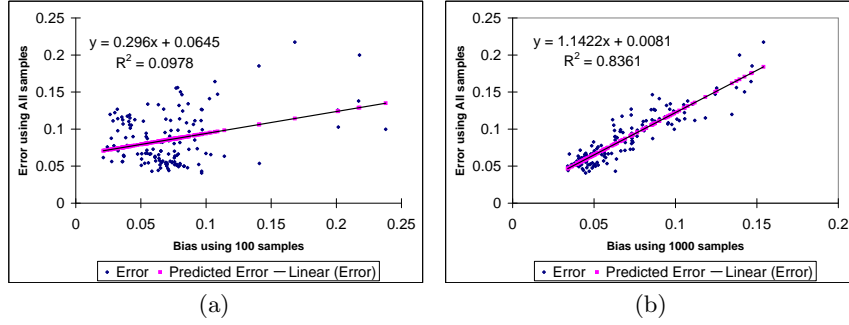 0.25
0.2
0.15
0.1
0.05
0
Error using All samples
y = 0.296x + 0.0645
R² = 0.0978
0 0.05 0.1 0.15 0.2 0.25
Bias using 100 samples
Error Predicted Error Linear (Error)
(a)
0.25
0.2
0.15
0.1
0.05
0
Error using All samples
y = 1.1422x + 0.0081
R² = 0.8361
0 0.05 0.1 0.15 0.2
Bias using 1000 samples
Error Predicted Error Linear (Error)
(b)